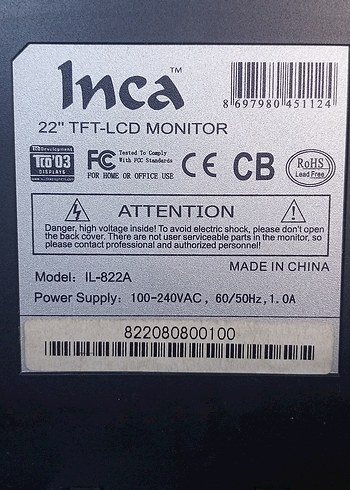 Inca™
8 697980 451124
22" TFT-LCD MONITOR
TCO Development
TCO'03
DISPLAYS
FC Tested To Comply
With FCC Standards
FOR HOME OR OFFICE USE
CE CB
RoHS
Lead Free
ATTENTION
Danger, high voltage inside! To avoid electric shock, please don't open
the back cover. There are not user serviceable parts in the monitor, so
please contact professional and authorized personnel!
MADE IN CHINA
Model: IL-822A
Power Supply: 100-240VAC, 60/50Hz,1.0A
822080800100